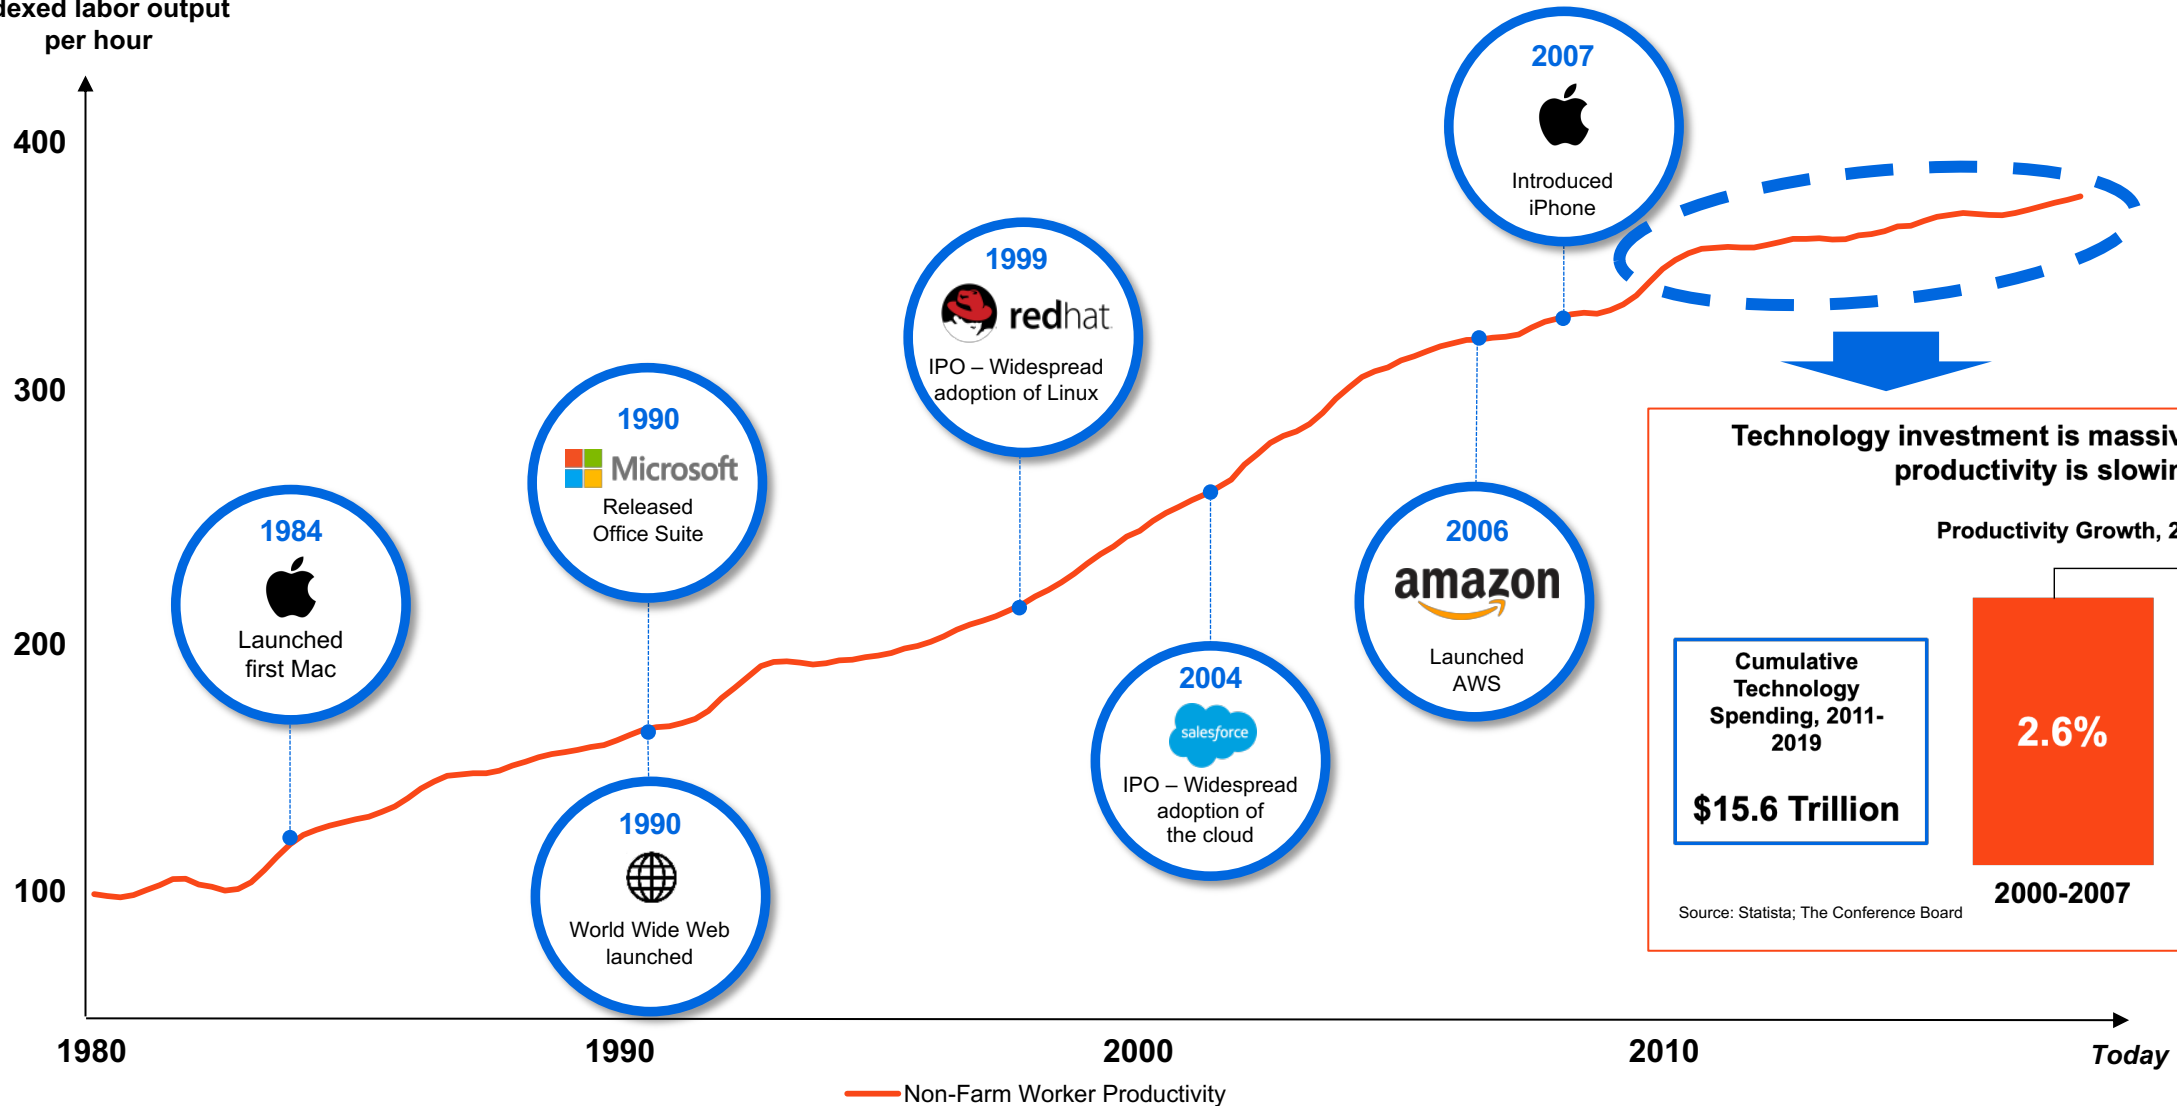 dexed labor output
per hour
400
300
200
100
1984
Launched
first Mac
1990
Microsoft
Released
Office Suite
1990
World Wide Web
launched
1999
redhat
IPO – Widespread
adoption of Linux
2004
salesforce
IPO – Widespread
adoption of
the cloud
2006
amazon
Launched
AWS
2007
Introduced
iPhone
Technology investment is massiv
productivity is slowin
Productivity Growth, 2
Cumulative
Technology
Spending, 2011-
2019
$15.6 Trillion
2.6%
2000-2007
Source: Statista; The Conference Board
1980
1990
2000
2010
Today
Non-Farm Worker Productivity